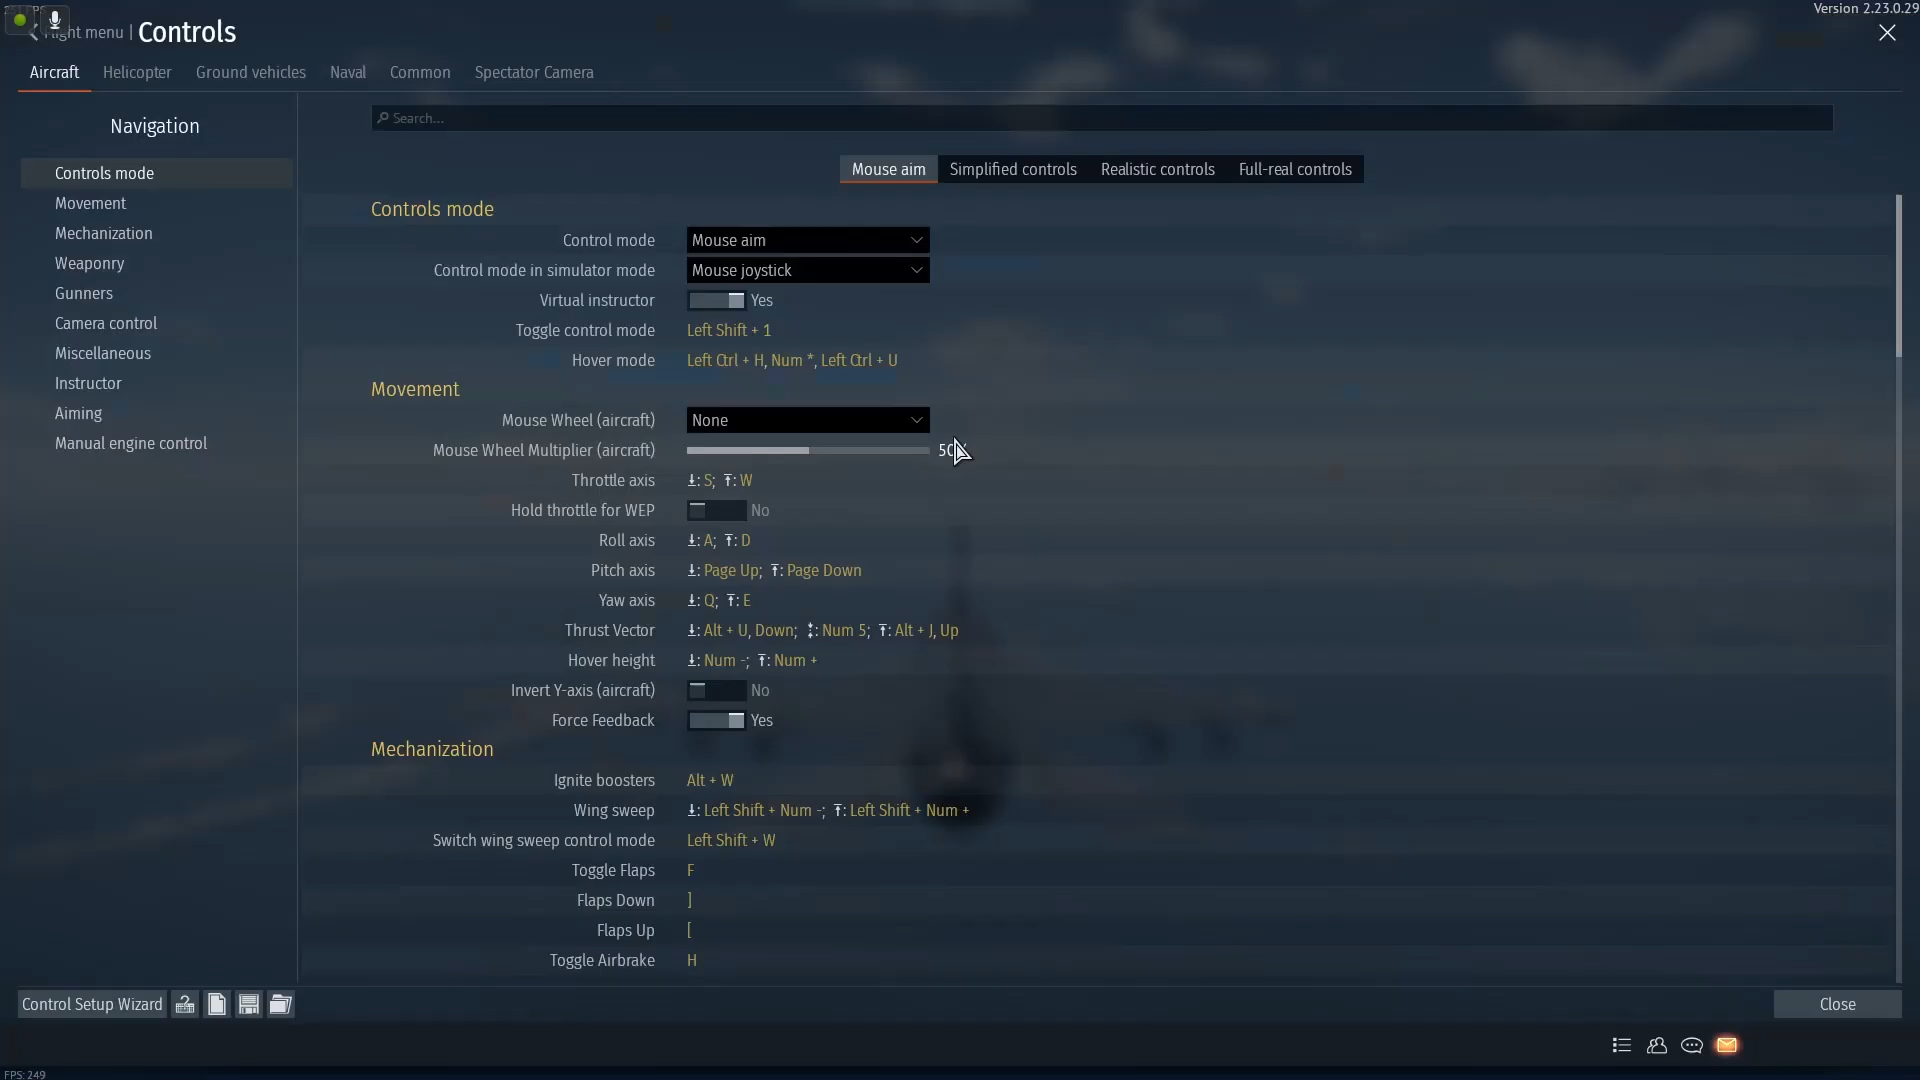 Version 2.23.0.29
Flight menu | Controls
Aircraft Helicopter Ground vehicles Naval Common Spectator Camera
Navigation
Search...
Controls mode
Movement
Mechanization
Weaponry
Gunners
Camera control
Miscellaneous
Instructor
Aiming
Manual engine control
Mouse aim Simplified controls Realistic controls Full-real controls
Controls mode
Control mode Mouse aim
Control mode in simulator mode Mouse joystick
Virtual instructor Yes
Toggle control mode Left Shift + 1
Hover mode Left Ctrl + H, Num *, Left Ctrl + U
Movement
Mouse Wheel (aircraft) None
Mouse Wheel Multiplier (aircraft)
Throttle axis S; W
Hold throttle for WEP No
Roll axis A; D
Pitch axis Page Up; Page Down
Yaw axis Q; E
Thrust Vector Alt + U, Down; Num 5; Alt + J, Up
Hover height Num -; Num +
Invert Y-axis (aircraft) No
Force Feedback Yes
Mechanization
Ignite boosters Alt + W
Wing sweep Left Shift + Num -; Left Shift + Num +
Switch wing sweep control mode Left Shift + W
Toggle Flaps F
Flaps Down ]
Flaps Up [
Toggle Airbrake H
Control Setup Wizard
Close
FPS: 249